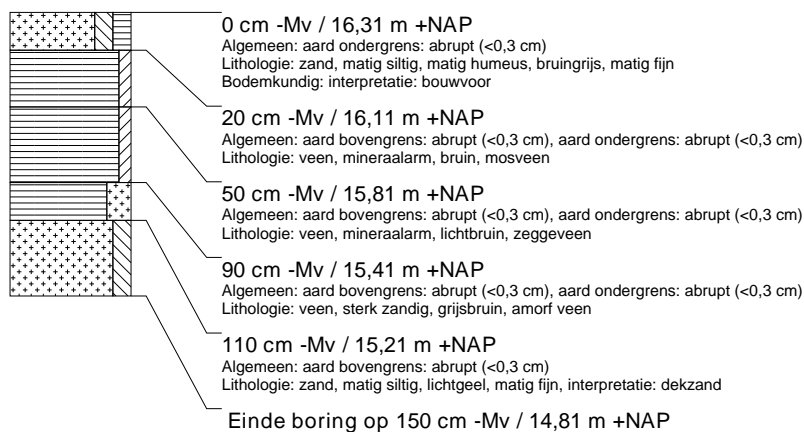 0 cm -Mv / 16,31 m +NAP
Algemeen: aard ondergrens: abrupt (<0,3 cm)
Lithologie: zand, matig siltig, matig humeus, bruingrijs, matig fijn
Bodemkundig: interpretatie: bouwvoor
20 cm -Mv / 16,11 m +NAP
Algemeen: aard bovengrens: abrupt (<0,3 cm), aard ondergrens: abrupt (<0,3 cm)
Lithologie: veen, mineraalarm, bruin, mosveen
50 cm -Mv / 15,81 m +NAP
Algemeen: aard bovengrens: abrupt (<0,3 cm), aard ondergrens: abrupt (<0,3 cm)
Lithologie: veen, mineraalarm, lichtbruin, zeggeveen
90 cm -Mv / 15,41 m +NAP
Algemeen: aard bovengrens: abrupt (<0,3 cm), aard ondergrens: abrupt (<0,3 cm)
Lithologie: veen, sterk zandig, grijsbruin, amorf veen
110 cm -Mv / 15,21 m +NAP
Algemeen: aard bovengrens: abrupt (<0,3 cm)
Lithologie: zand, matig siltig, lichtgeel, matig fijn, interpretatie: dekzand
Einde boring op 150 cm -Mv / 14,81 m +NAP